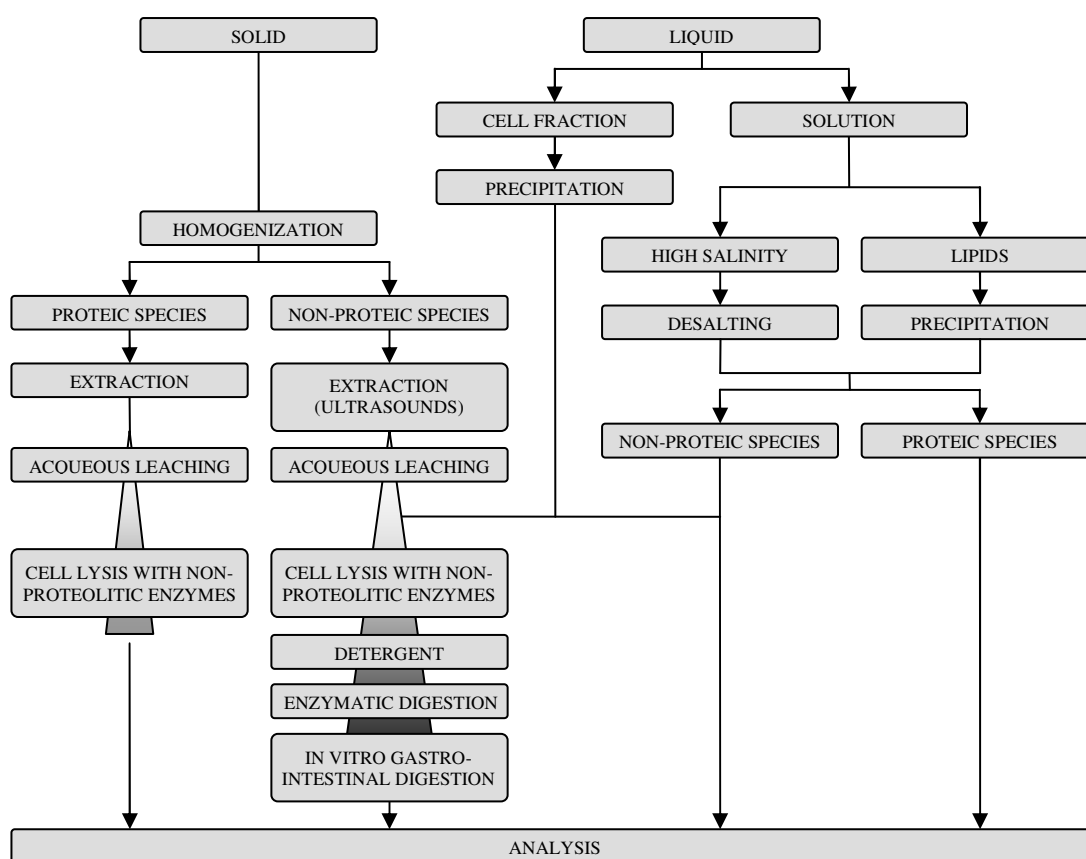 SOLID
LIQUID
CELL FRACTION
SOLUTION
PRECIPITATION
HOMOGENIZATION
HIGH SALINITY
LIPIDS
PROTEIC SPECIES
NON-PROTEIC SPECIES
DESALTING
PRECIPITATION
EXTRACTION
EXTRACTION
(ULTRASOUNDS)
NON-PROTEIC SPECIES
PROTEIC SPECIES
ACQUEOUS LEACHING
ACQUEOUS LEACHING
CELL LYSIS WITH NON-
PROTEOLITIC ENZYMES
CELL LYSIS WITH NON-
PROTEOLITIC ENZYMES
DETERGENT
ENZYMATIC DIGESTION
IN VITRO GASTRO-
INTESTINAL DIGESTION
ANALYSIS